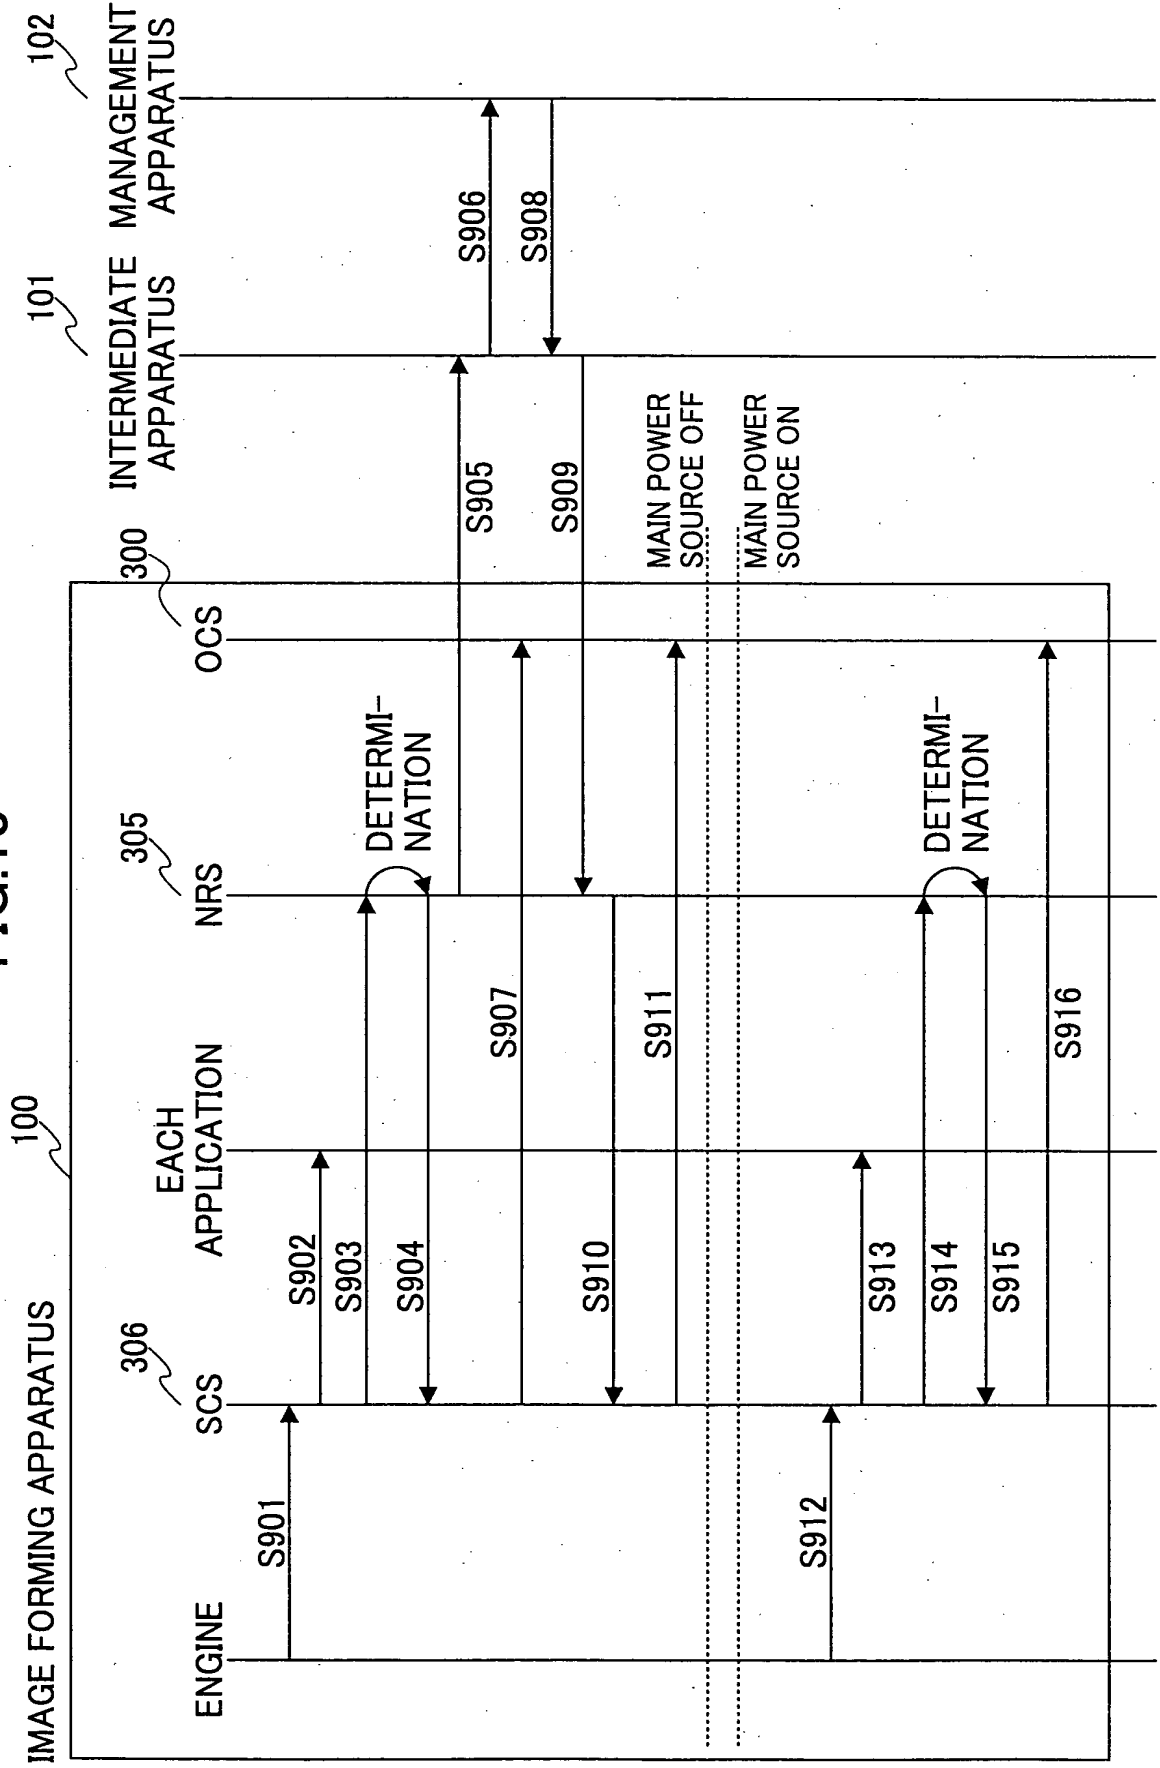 IMAGE FORMING APPARATUS
100
ENGINE
306
SCS
EACH
APPLICATION
305
NRS
300
OCS
101
INTERMEDIATE
APPARATUS
102
MANAGEMENT
APPARATUS
S901
S902
S903
DETERMI-
NATION
S904
S905
S906
S907
S908
S909
S910
S911
MAIN POWER
SOURCE OFF
MAIN POWER
SOURCE ON
S912
S913
S914
DETERMI-
NATION
S915
S916